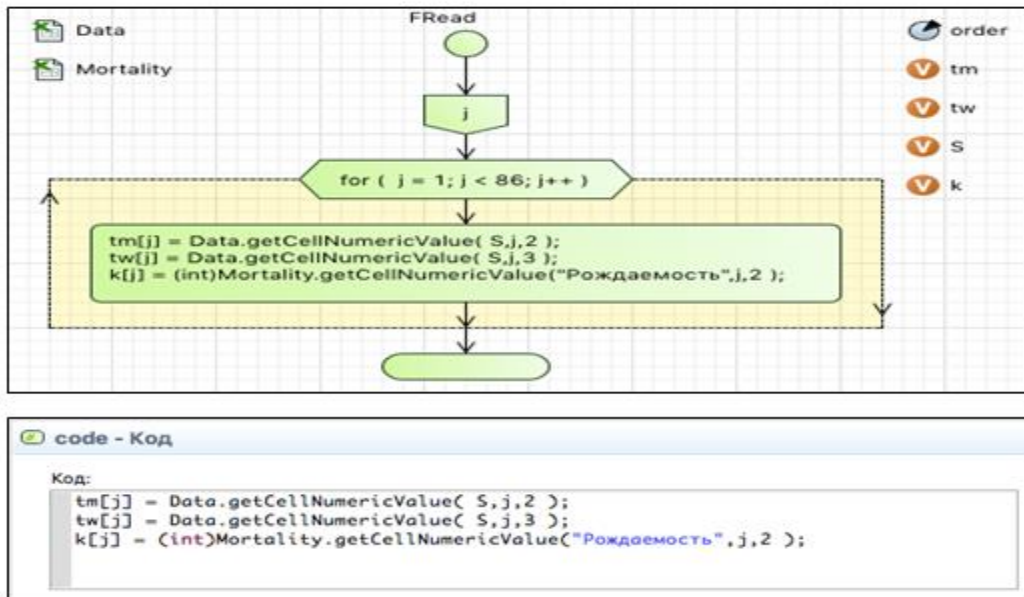 FRead
Data
order
Mortality
tm
j
tw
S
for ( j = 1; j < 86; j++ )
k
tm[j] = Data.getCellNumericValue( S,j,2 );
tw[j] = Data.getCellNumericValue( S,j,3 );
k[j] = (int)Mortality.getCellNumericValue("Рождаемость",j,2 );
code - Код
Код:
tm[j] = Data.getCellNumericValue( S,j,2 );
tw[j] = Data.getCellNumericValue( S,j,3 );
k[j] = (int)Mortality.getCellNumericValue("Рождаемость",j,2 );